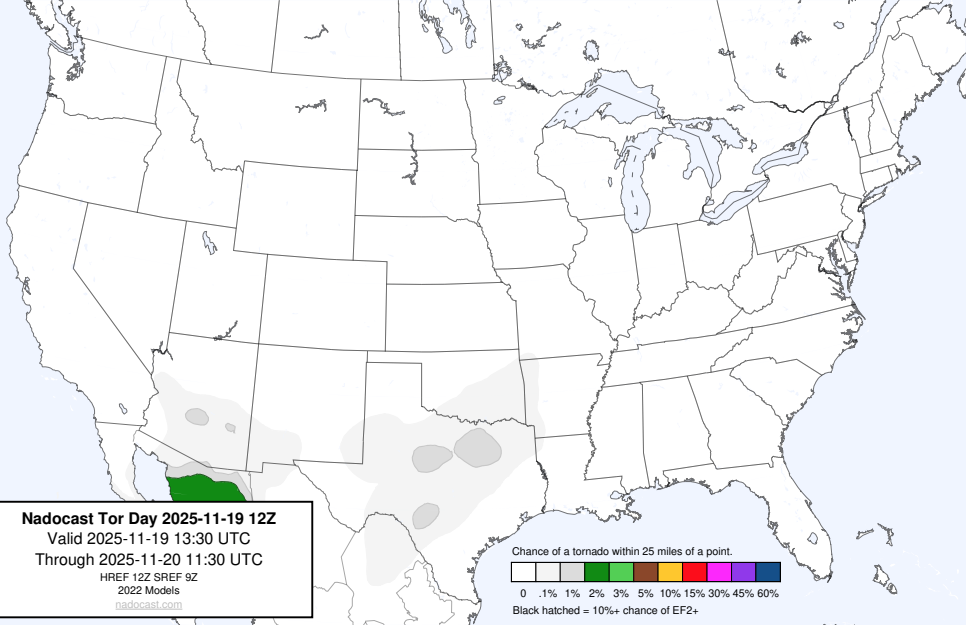 Nadocast Tor Day 2025-11-19 12Z
Valid 2025-11-19 13:30 UTC
Through 2025-11-20 11:30 UTC
HREF 12Z SREF 9Z
2022 Models
nadocast.com
Chance of a tornado within 25 miles of a point.
0 .1% 1% 2% 3% 5% 10% 15% 30% 45% 60%
Black hatched = 10%+ chance of EF2+